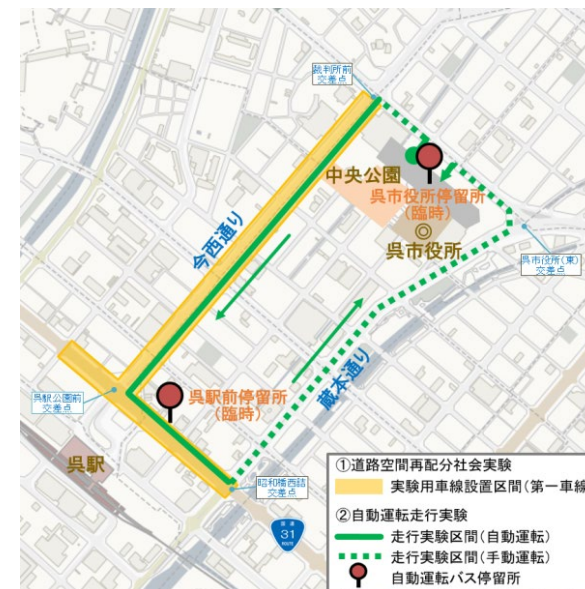 裁判所前
交差点
中央公園
呉市役所停留所
(臨時)
呉市役所
今西通り
呉市役所(東)
交差点
蔵本通り
呉駅公園前
交差点
呉駅前停留所
(臨時)
呉駅
昭和橋西詰
交差点
国道
31
①道路空間再配分社会実験
実験用車線設置区間(第一車線
②自動運転走行実験
走行実験区間(自動運転)
走行実験区間(手動運転)
自動運転バス停留所